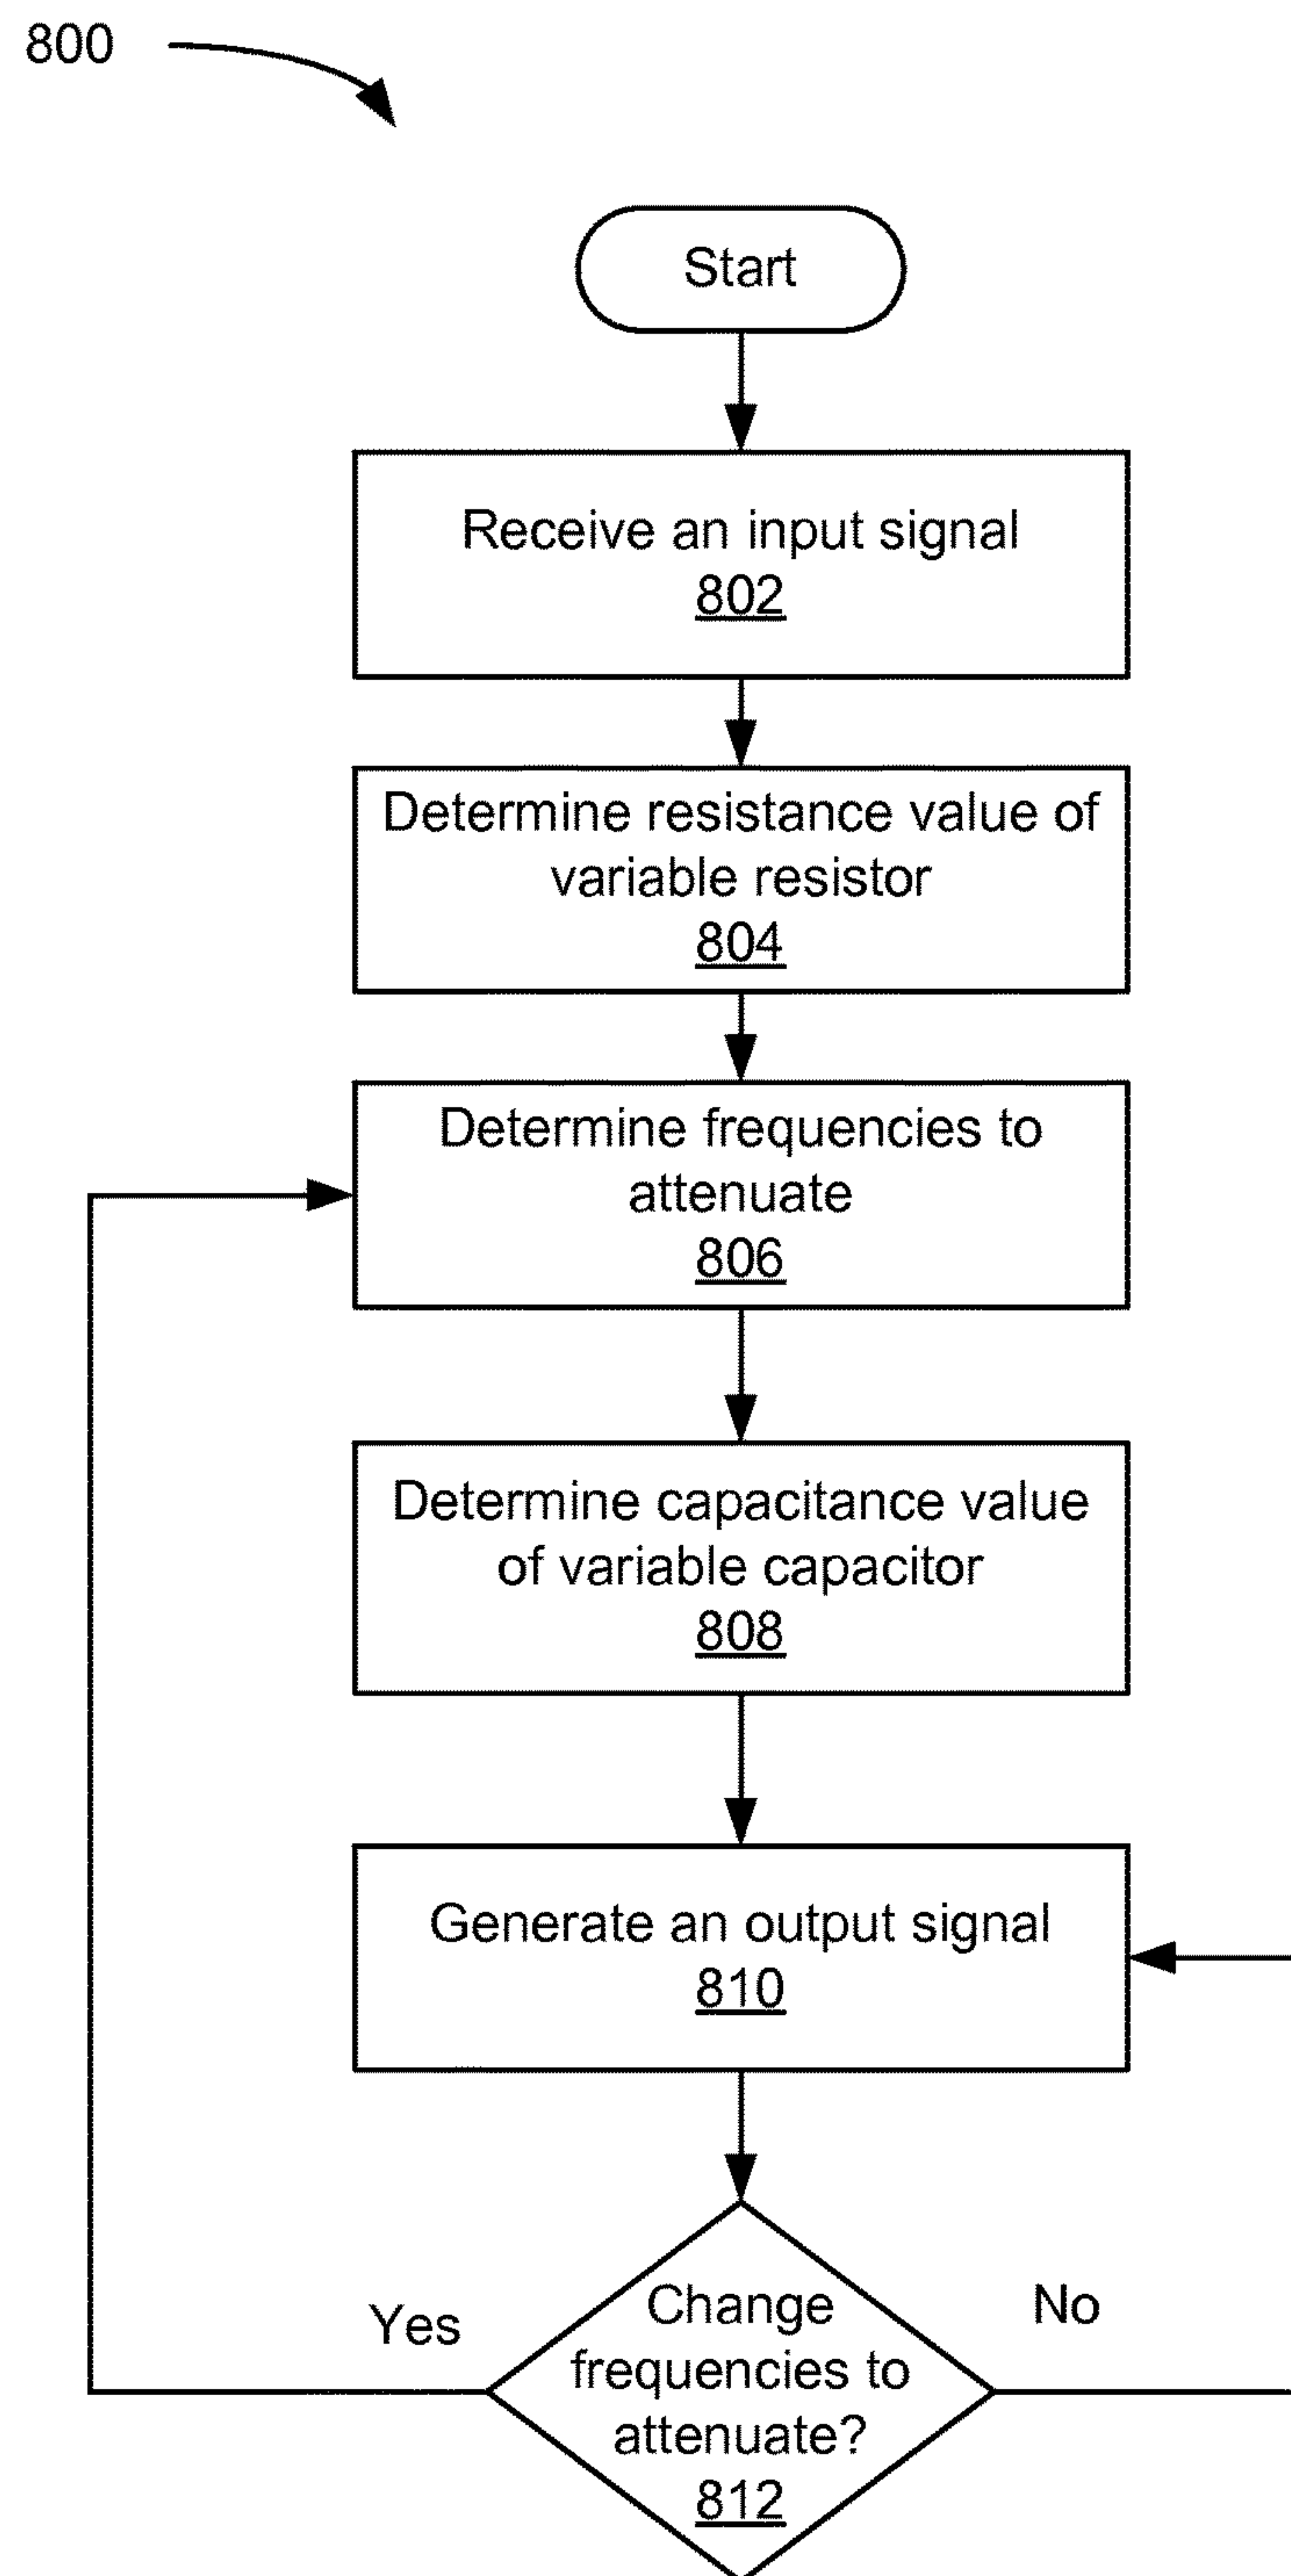 800
Start
Receive an input signal
802
Determine resistance value of
variable resistor
804
Determine frequencies to
attenuate
806
Determine capacitance value
of variable capacitor
808
Generate an output signal
810
Yes
No
Change
frequencies to
attenuate?
812